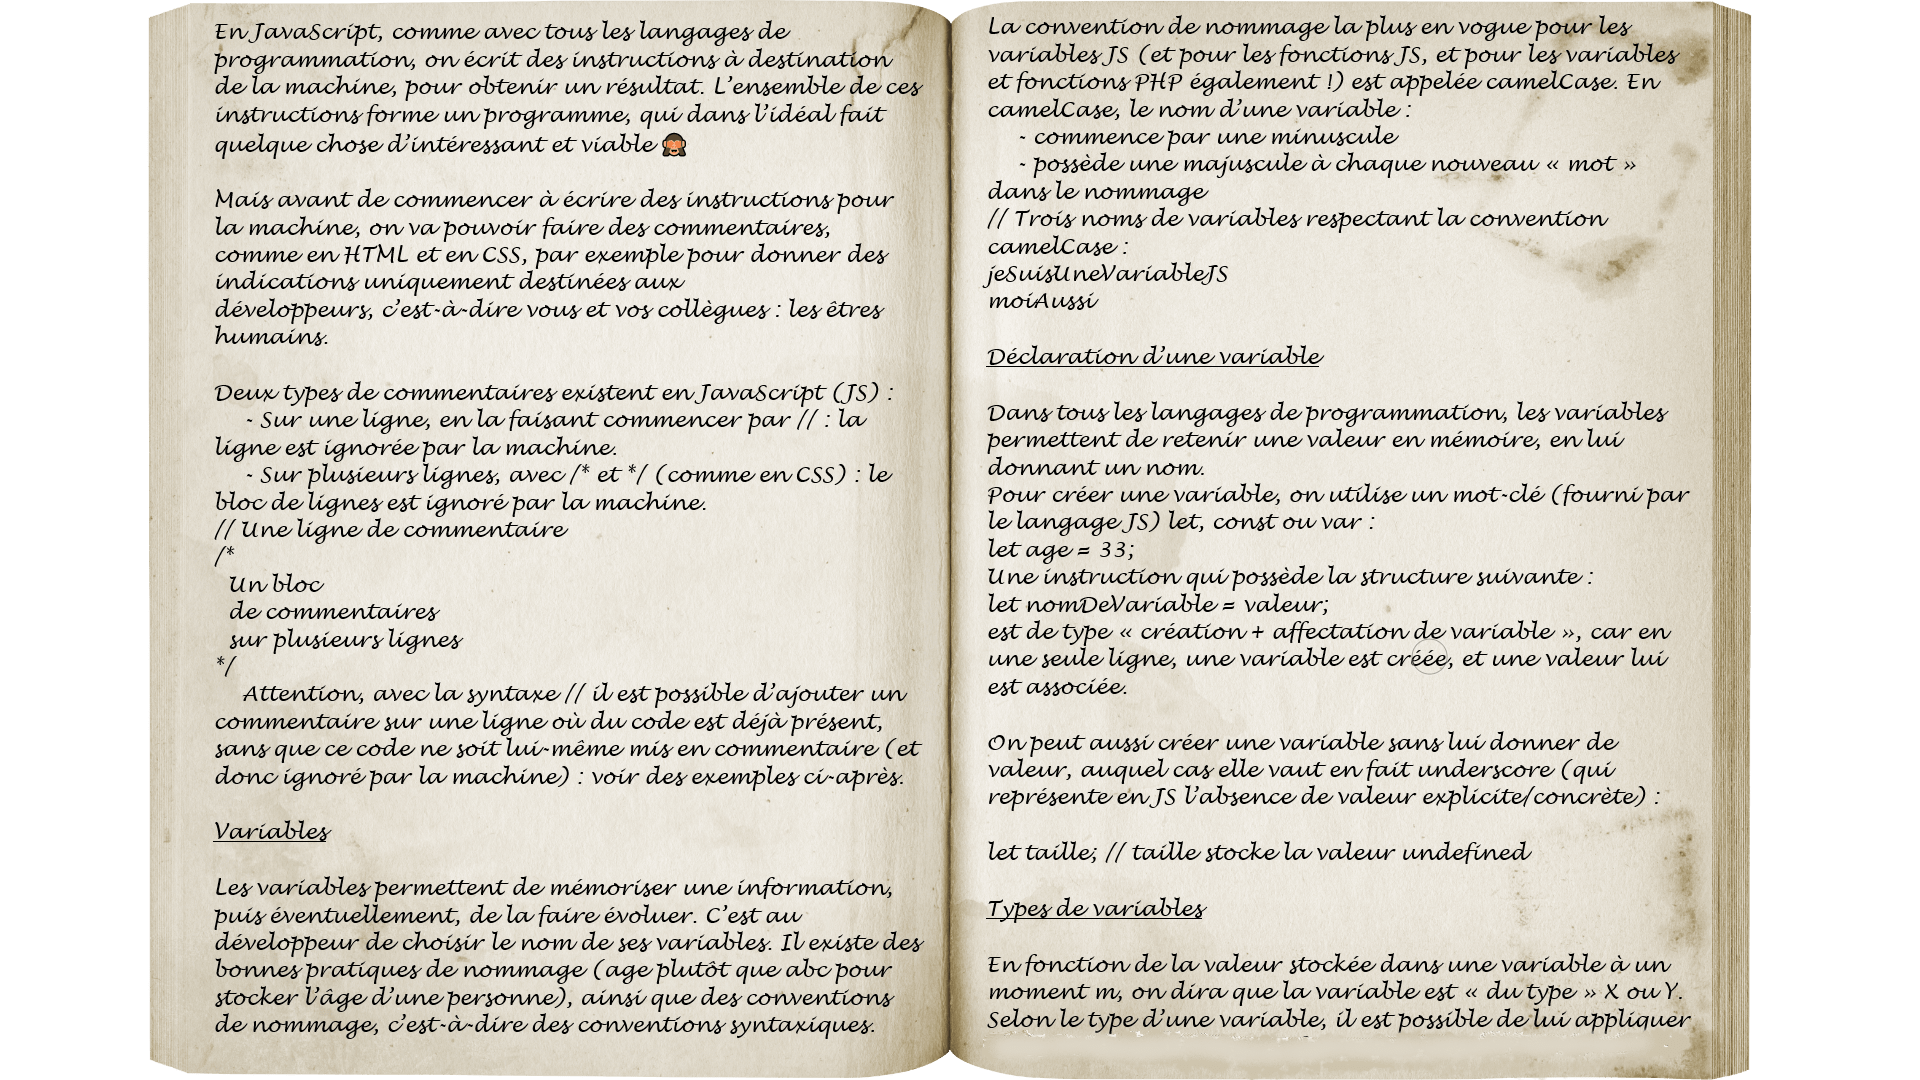 En JavaScript, comme avec tous les langages de
programmation, on écrit des instructions à destination
de la machine, pour obtenir un résultat. L'ensemble de ces
instructions forme un programme, qui dans l'idéal fait
quelque chose d'intéressant et viable 🙈
Mais avant de commencer à écrire des instructions pour
la machine, on va pouvoir faire des commentaires,
comme en HTML et en CSS, par exemple pour donner des
indications uniquement destinées aux
développeurs, c'est-à-dire vous et vos collègues : les êtres
humains.
Deux types de commentaires existent en JavaScript (JS) :
- Sur une ligne, en la faisant commencer par // : la
ligne est ignorée par la machine.
- Sur plusieurs lignes, avec /* et */ (comme en CSS) : le
bloc de lignes est ignoré par la machine.
// Une ligne de commentaire
/*
Un bloc
de commentaires
sur plusieurs lignes
*/
Attention, avec la syntaxe // il est possible d'ajouter un
commentaire sur une ligne où du code est déjà présent,
sans que ce code ne soit lui-même mis en commentaire (et
donc ignoré par la machine) : voir des exemples ci-après.
Variables
Les variables permettent de mémoriser une information,
puis éventuellement, de la faire évoluer. C'est au
développeur de choisir le nom de ses variables. Il existe des
bonnes pratiques de nommage (age plutôt que abc pour
stocker l'âge d'une personne), ainsi que des conventions
de nommage, c'est-à-dire des conventions syntaxiques.
La convention de nommage la plus en vogue pour les
variables JS (et pour les fonctions JS, et pour les variables
et fonctions PHP également !) est appelée camelCase. En
camelCase, le nom d'une variable :
- commence par une minuscule
- possède une majuscule à chaque nouveau « mot »
dans le nommage
// Trois noms de variables respectant la convention
camelCase :
jeSuisUneVariableJS
moiAussi
Déclaration d'une variable
Dans tous les langages de programmation, les variables
permettent de retenir une valeur en mémoire, en lui
donnant un nom.
Pour créer une variable, on utilise un mot-clé (fourni par
le langage JS) let, const ou var :
let age = 33;
Une instruction qui possède la structure suivante :
let nomDeVariable = valeur;
est de type « création + affectation de variable », car en
une seule ligne, une variable est créée, et une valeur lui
est associée.
On peut aussi créer une variable sans lui donner de
valeur, auquel cas elle vaut en fait underscore (qui
représente en JS l'absence de valeur explicite/concrète) :
let taille; // taille stocke la valeur undefined
Types de variables
En fonction de la valeur stockée dans une variable à un
moment m, on dira que la variable est « du type » X ou Y.
Selon le type d'une variable, il est possible de lui appliquer